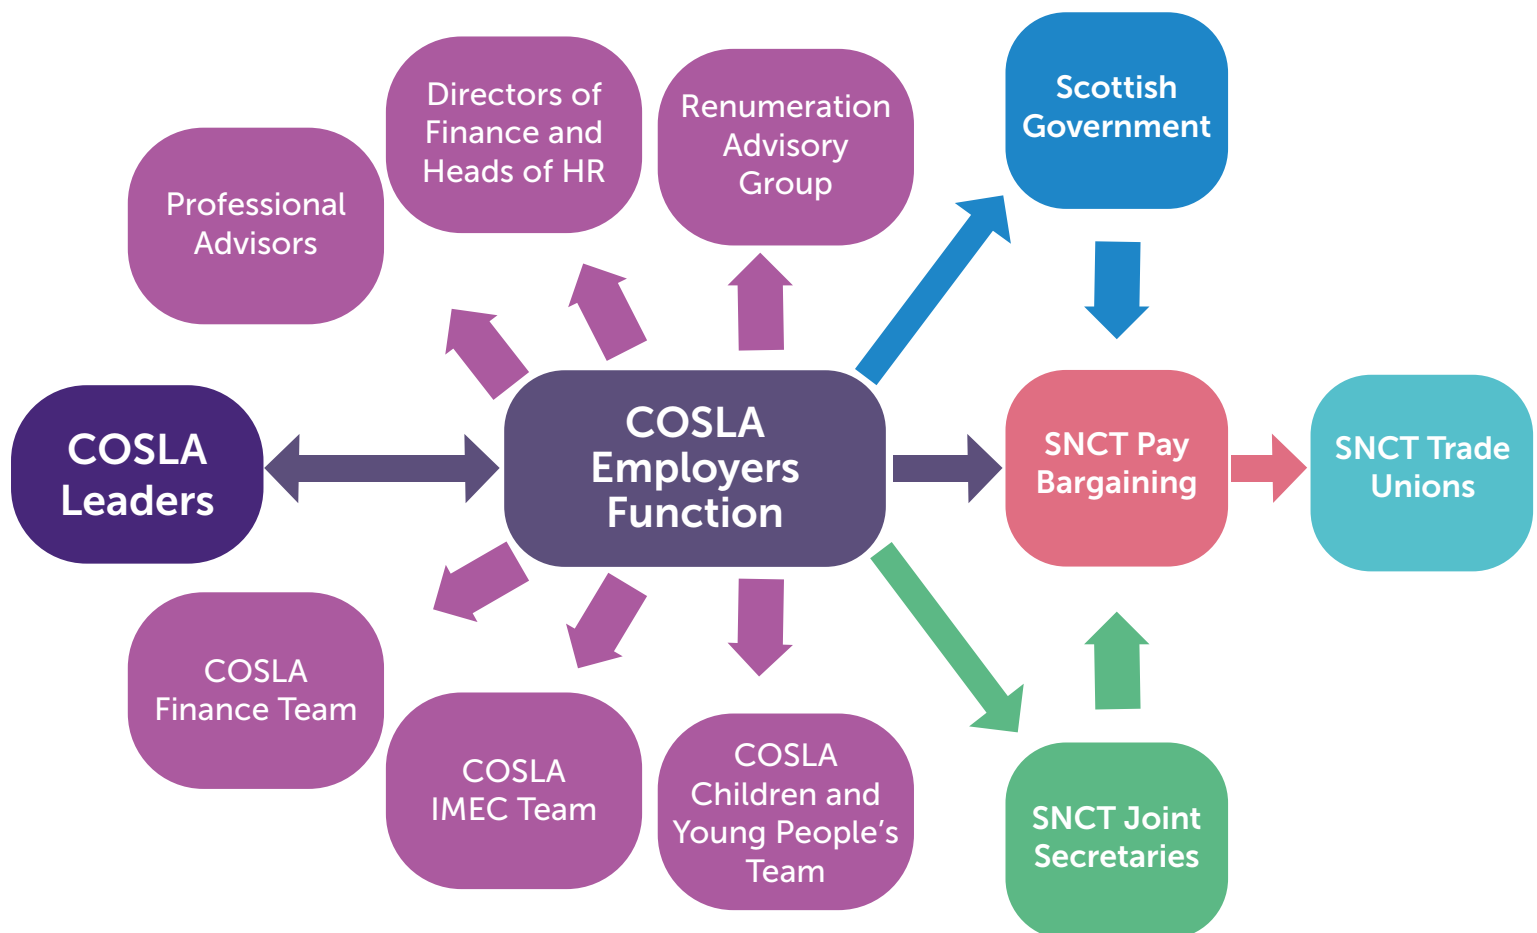 Directors of
Finance and
Heads of HR
Renumeration
Advisory
Group
Scottish
Government
Professional
Advisors
COSLA
Leaders
COSLA
Employers
Function
SNCT Pay
Bargaining
SNCT Trade
Unions
COSLA
Finance Team
COSLA
IMEC Team
COSLA
Children and
Young People’s
Team
SNCT Joint
Secretaries